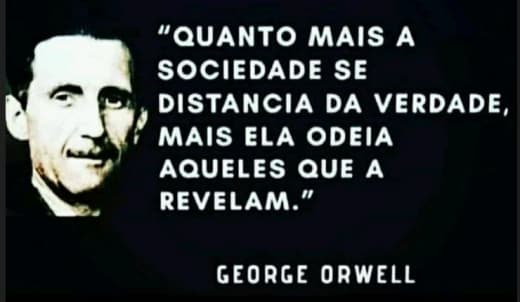 “QUANTO MAIS A
SOCIEDADE SE
DISTANCIA DA VERDADE,
MAIS ELA ODEIA
AQUELES QUE A
REVELAM.”
GEORGE ORWELL